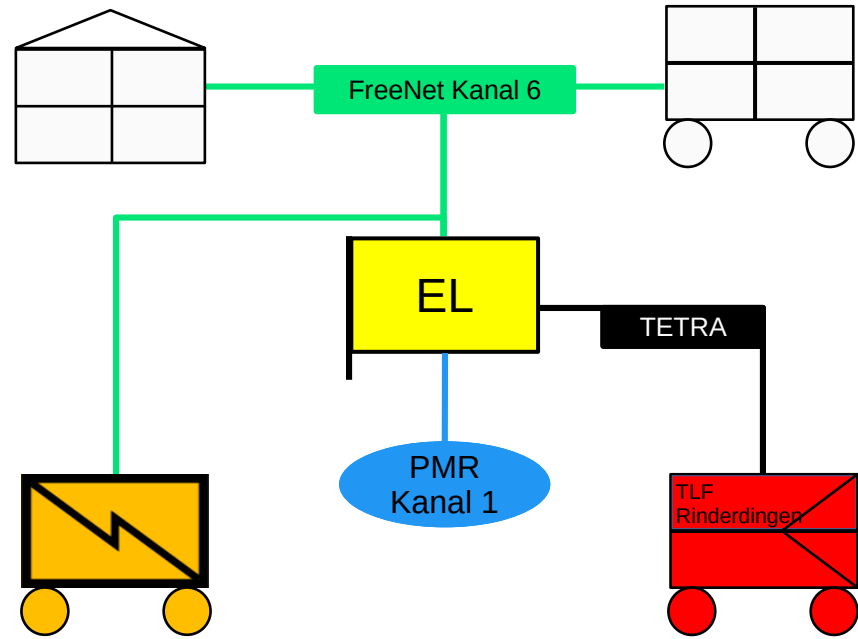 FreeNet Kanal 6
EL
TETRA
PMR
Kanal 1
TLF
Rinderdingen